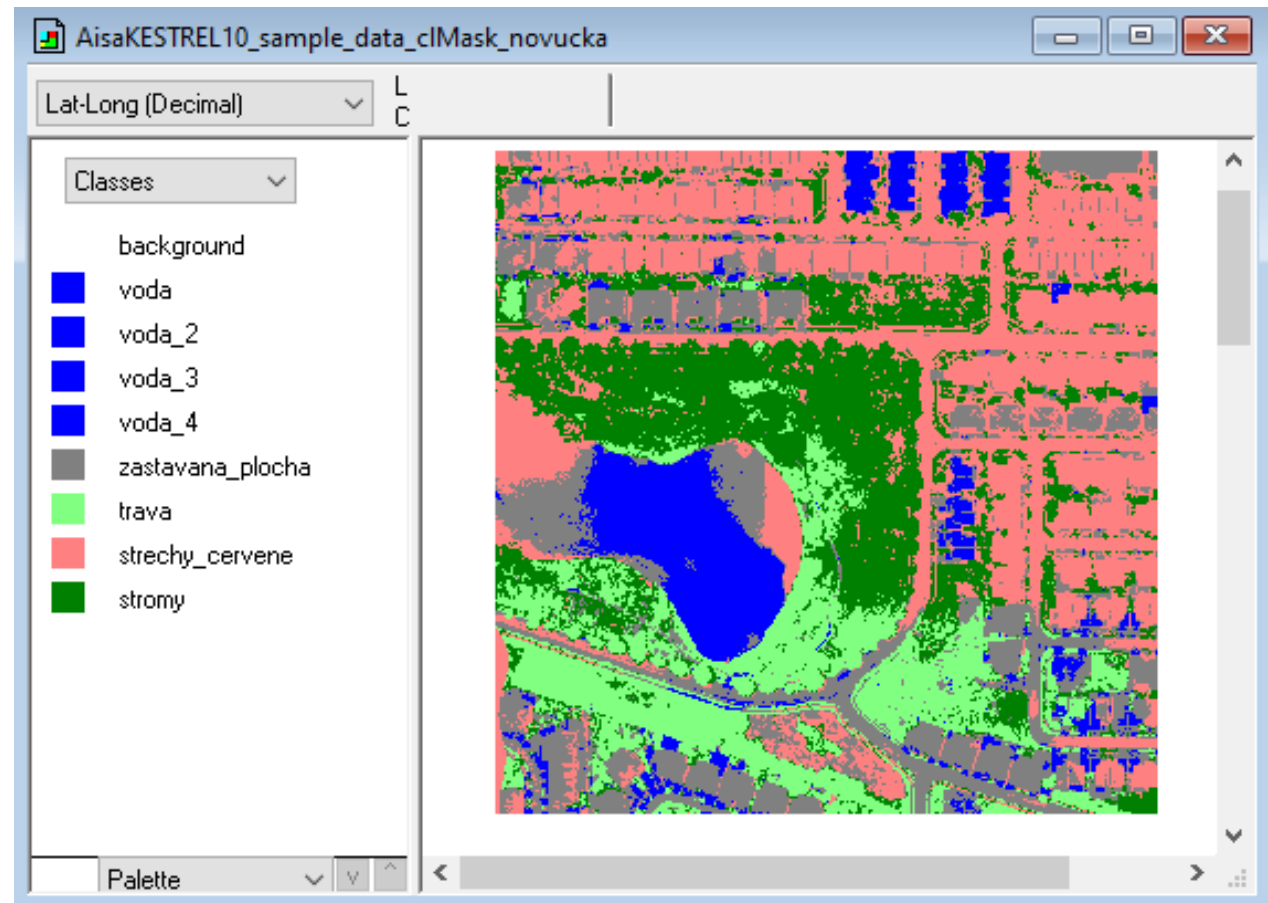 AisaKESTREL10_sample_data_clMask_novucka
Lat-Long (Decimal)
L
C
Classes
background
voda
voda_2
voda_3
voda_4
zastavana_plocha
trava
strechy_cervene
stromy
Palette